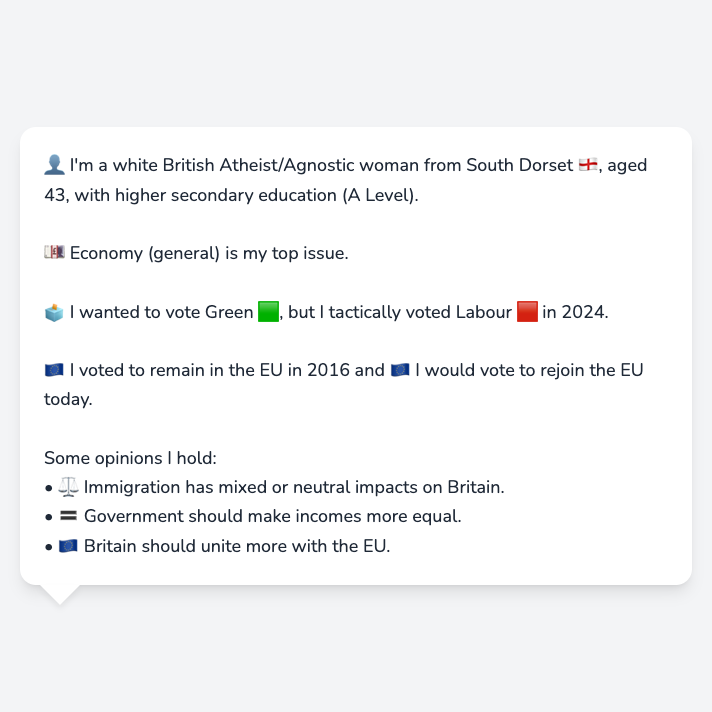 👤 I'm a white British Atheist/Agnostic woman from South Dorset 🏴󠁧󠁢󠁥󠁮󠁧󠁿, aged
43, with higher secondary education (A Level).
💷 Economy (general) is my top issue.
🗳️ I wanted to vote Green 🟩, but I tactically voted Labour 🟥 in 2024.
🇪🇺 I voted to remain in the EU in 2016 and 🇪🇺 I would vote to rejoin the EU
today.
Some opinions I hold:
• ⚖️ Immigration has mixed or neutral impacts on Britain.
• 🟰 Government should make incomes more equal.
• 🇪🇺 Britain should unite more with the EU.